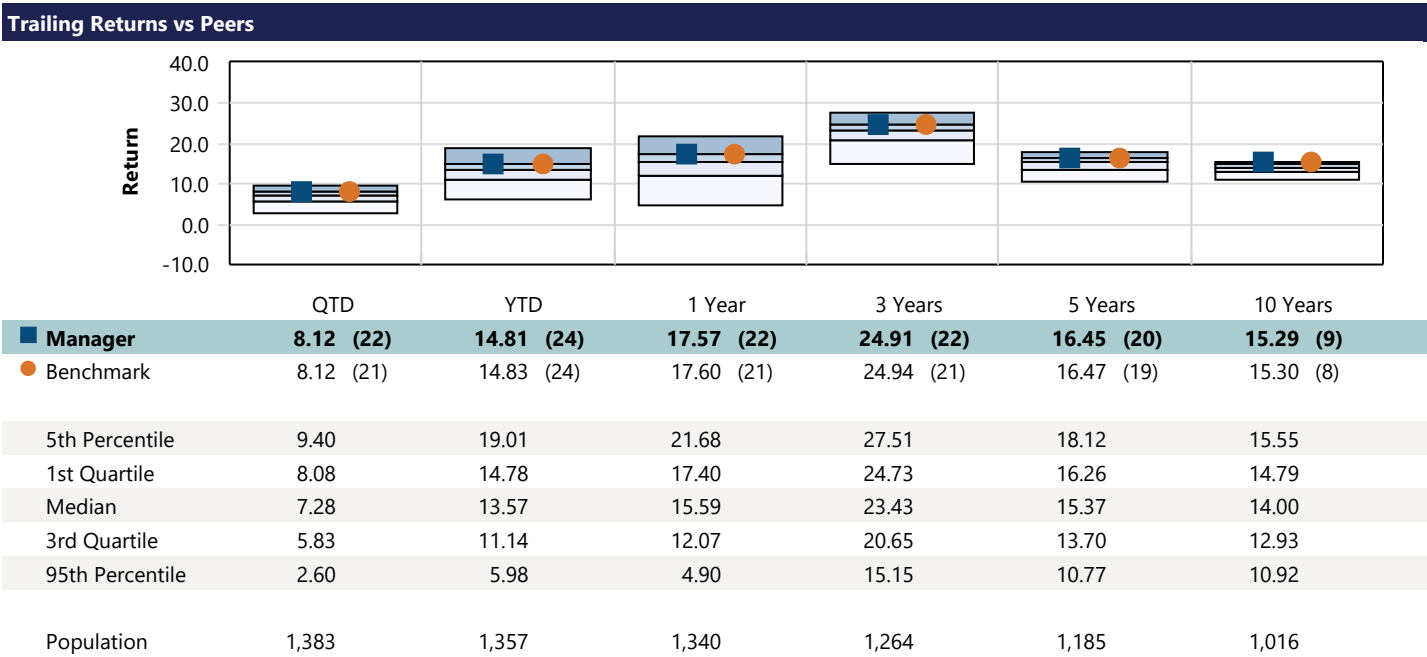 Trailing Returns vs Peers
40.0
30.0
20.0
10.0
0.0
-10.0
Return
QTD YTD 1 Year 3 Years 5 Years 10 Years
Manager 8.12 (22) 14.81 (24) 17.57 (22) 24.91 (22) 16.45 (20) 15.29 (9)
Benchmark 8.12 (21) 14.83 (24) 17.60 (21) 24.94 (21) 16.47 (19) 15.30 (8)
5th Percentile 9.40 19.01 21.68 27.51 18.12 15.55
1st Quartile 8.08 14.78 17.40 24.73 16.26 14.79
Median 7.28 13.57 15.59 23.43 15.37 14.00
3rd Quartile 5.83 11.14 12.07 20.65 13.70 12.93
95th Percentile 2.60 5.98 4.90 15.15 10.77 10.92
Population 1,383 1,357 1,340 1,264 1,185 1,016